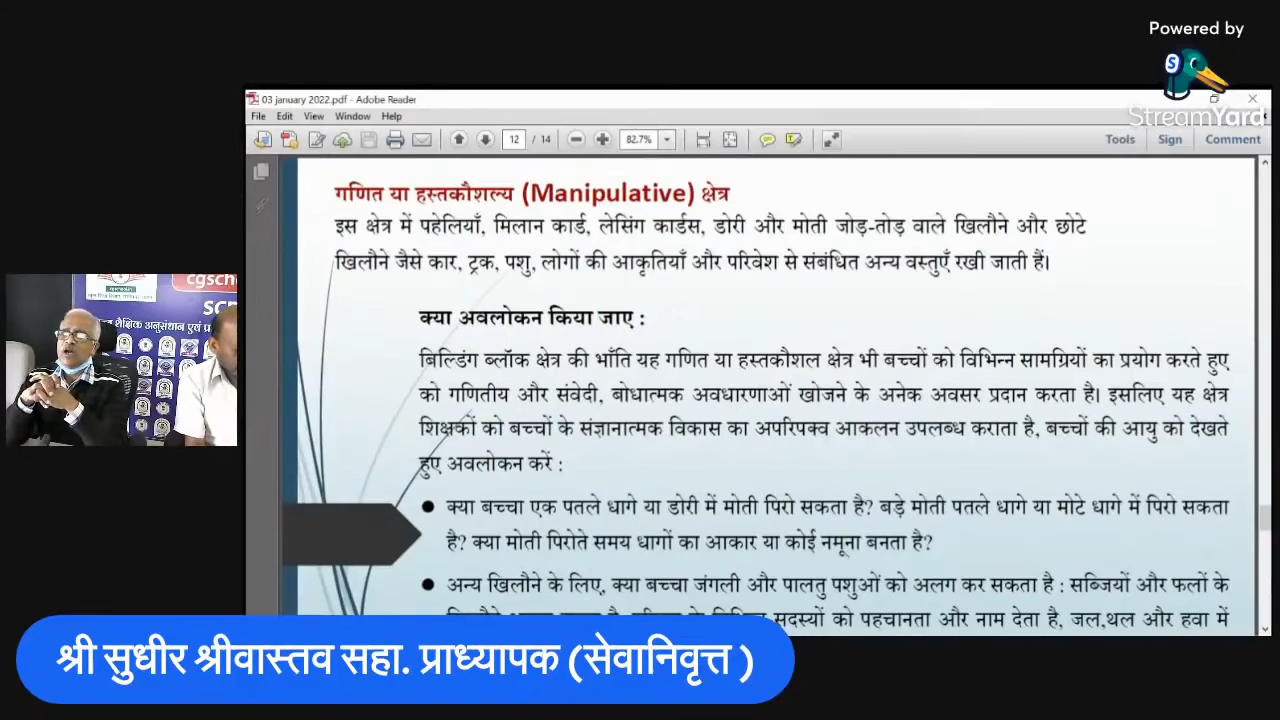 Powered by
StreamYard
03 january 2022.pdf - Adobe Reader
File Edit View Window Help
12 / 14 82.7% Tools Sign Comment
गणित या हस्तकौशल्य (Manipulative) क्षेत्र
इस क्षेत्र में पहेलियाँ, मिलान कार्ड, लेसिंग कार्डस, डोरी और मोती जोड़-तोड़ वाले खिलौने और छोटे
खिलौने जैसे कार, ट्रक, पशु, लोगों की आकृतियाँ और परिवेश से संबंधित अन्य वस्तुएँ रखी जाती हैं।
क्या अवलोकन किया जाए :
बिल्डिंग ब्लॉक क्षेत्र की भाँति यह गणित या हस्तकौशल क्षेत्र भी बच्चों को विभिन्न सामग्रियों का प्रयोग करते हुए
को गणितीय और संवेदी, बोधात्मक अवधारणाओं खोजने के अनेक अवसर प्रदान करता है। इसलिए यह क्षेत्र
शिक्षकों को बच्चों के संज्ञानात्मक विकास का अपरिपक्व आकलन उपलब्ध कराता है, बच्चों की आयु को देखते
हुए अवलोकन करें :
● क्या बच्चा एक पतले धागे या डोरी में मोती पिरो सकता है? बड़े मोती पतले धागे या मोटे धागे में पिरो सकता
है? क्या मोती पिरोते समय धागों का आकार या कोई नमूना बनता है?
● अन्य खिलौने के लिए, क्या बच्चा जंगली और पालतु पशुओं को अलग कर सकता है : सब्जियों और फलों के
सदस्यों को पहचानता और नाम देता है, जल,थल और हवा में
cgsch
SC
शैक्षिक अनुसंधान एवं
श्री सुधीर श्रीवास्तव सहा. प्राध्यापक (सेवानिवृत्त )